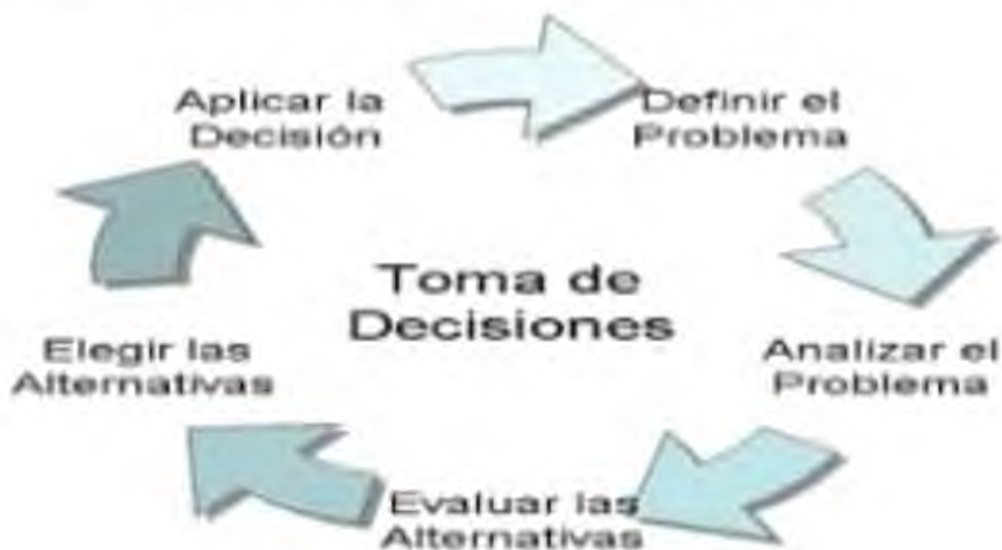 Aplicar la
Decisión
Definir el
Problema
Toma de
Decisiones
Elegir las
Alternativas
Analizar el
Problema
Evaluar las
Alternativas